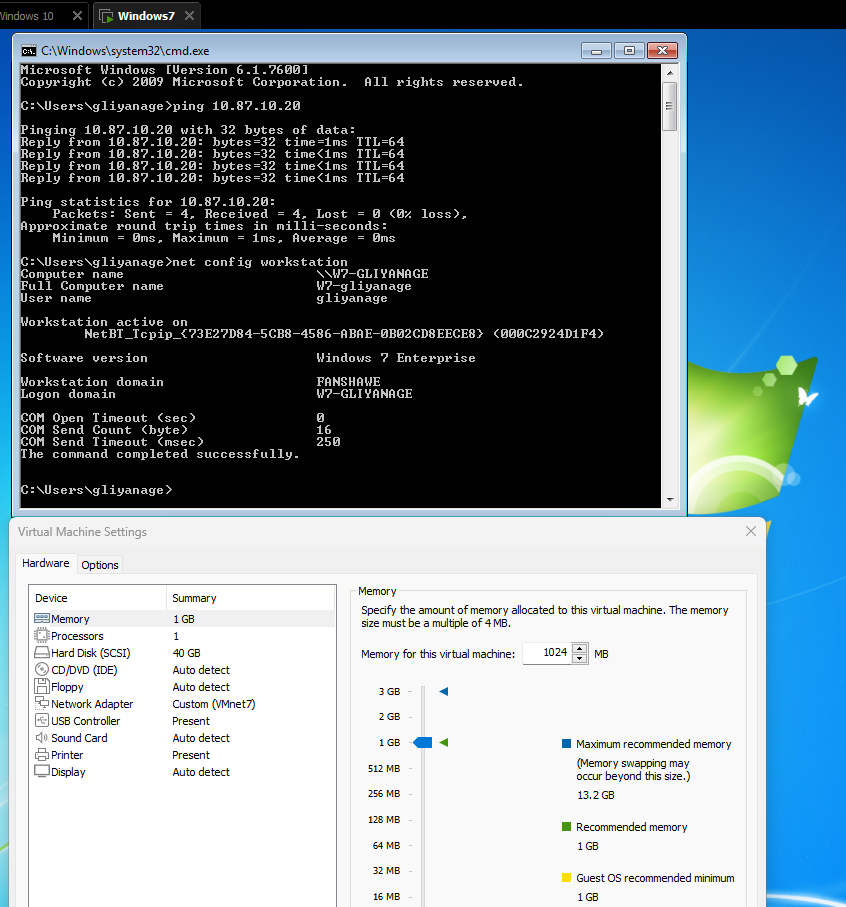 Windows 10
Windows7
C:\Windows\system32\cmd.exe
Microsoft Windows [Version 6.1.7600]
Copyright (c) 2009 Microsoft Corporation. All rights reserved.
C:\Users\gliyanage>ping 10.87.10.20
Pinging 10.87.10.20 with 32 bytes of data:
Reply from 10.87.10.20: bytes=32 time=1ms TTL=64
Reply from 10.87.10.20: bytes=32 time<1ms TTL=64
Reply from 10.87.10.20: bytes=32 time<1ms TTL=64
Reply from 10.87.10.20: bytes=32 time<1ms TTL=64
Ping statistics for 10.87.10.20:
Packets: Sent = 4, Received = 4, Lost = 0 (0% loss),
Approximate round trip times in milli-seconds:
Minimum = 0ms, Maximum = 1ms, Average = 0ms
C:\Users\gliyanage>net config workstation
Computer name \\W7-GLIYANAGE
Full Computer name W7-gliyanage
User name gliyanage
Workstation active on
NetBT_Tcpip_{73E27D84-5CB8-4586-ABAE-0B02CD8EECE8} (000C2924D1F4)
Software version Windows 7 Enterprise
Workstation domain FANSHAWE
Logon domain W7-GLIYANAGE
COM Open Timeout (sec) 0
COM Send Count (byte) 16
COM Send Timeout (msec) 250
The command completed successfully.
C:\Users\gliyanage>
Virtual Machine Settings
Hardware Options
Device Summary
Memory 1 GB
Processors 1
Hard Disk (SCSI) 40 GB
CD/DVD (IDE) Auto detect
Floppy Auto detect
Network Adapter Custom (VMnet7)
USB Controller Present
Sound Card Auto detect
Printer Present
Display Auto detect
Memory
Specify the amount of memory allocated to this virtual machine. The memory
size must be a multiple of 4 MB.
Memory for this virtual machine: 1024 MB
3 GB
2 GB
1 GB
512 MB
256 MB
128 MB
64 MB
32 MB
16 MB
Maximum recommended memory
(Memory swapping may
occur beyond this size.)
13.2 GB
Recommended memory
1 GB
Guest OS recommended minimum
1 GB